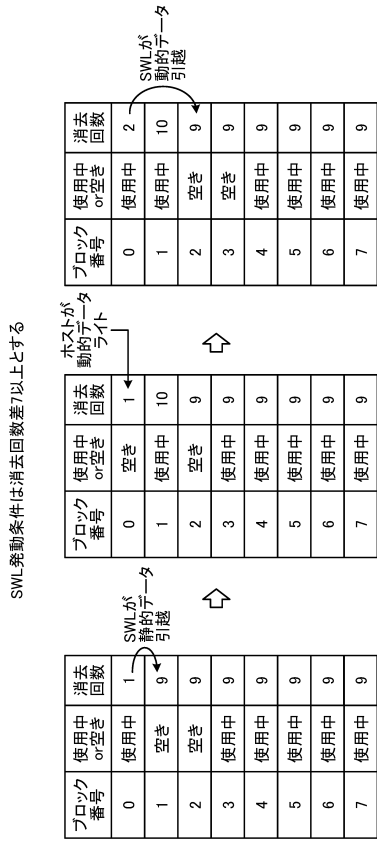 SWL発動条件は消去回数差7以上とする
ブロック
番号
使用中
or空き
消去
回数
0 使用中 1
1 空き 9
2 空き 9
3 使用中 9
4 使用中 9
5 使用中 9
6 使用中 9
7 使用中 9
SWLが
静的データ
引越
ブロック
番号
使用中
or空き
消去
回数
0 空き 1
1 使用中 10
2 空き 9
3 使用中 9
4 使用中 9
5 使用中 9
6 使用中 9
7 使用中 9
ホストが
動的データ
ライト
ブロック
番号
使用中
or空き
消去
回数
0 使用中 2
1 使用中 10
2 空き 9
3 空き 9
4 使用中 9
5 使用中 9
6 使用中 9
7 使用中 9
SWLが
動的データ
引越